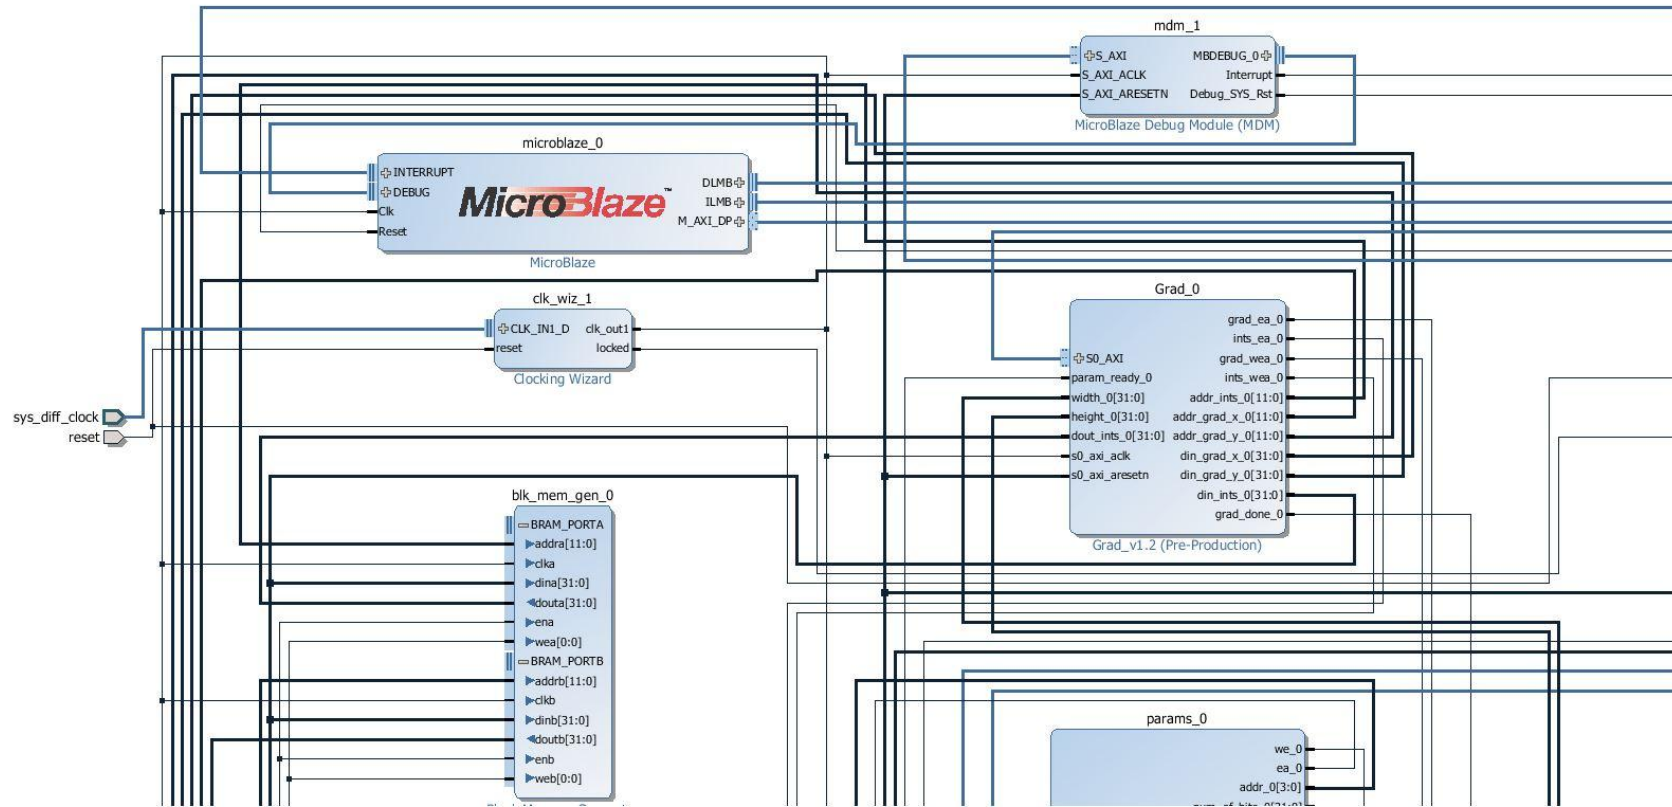 mdm_1
S_AXI
MBDEBUG_0
S_AXI_ACLK
Interrupt
S_AXI_ARESETN
Debug_SYS_Rst
MicroBlaze Debug Module (MDM)
microblaze_0
INTERRUPT
DEBUG
Clk
Reset
MicroBlaze™
DLMB
ILMB
M_AXI_DP
MicroBlaze
clk_wiz_1
CLK_IN1_D
clk_out1
reset
locked
Clocking Wizard
sys_diff_clock
reset
Grad_0
S0_AXI
param_ready_0
width_0[31:0]
height_0[31:0]
dout_ints_0[31:0]
s0_axi_aclk
s0_axi_aresetn
grad_ea_0
ints_ea_0
grad_wea_0
ints_wea_0
addr_ints_0[11:0]
addr_grad_x_0[11:0]
addr_grad_y_0[11:0]
din_grad_x_0[31:0]
din_grad_y_0[31:0]
din_ints_0[31:0]
grad_done_0
Grad_v1.2 (Pre-Production)
blk_mem_gen_0
BRAM_PORTA
addra[11:0]
clka
dina[31:0]
douta[31:0]
ena
wea[0:0]
BRAM_PORTB
addrb[11:0]
clkb
dinb[31:0]
doutb[31:0]
enb
web[0:0]
params_0
we_0
ea_0
addr_0[3:0]